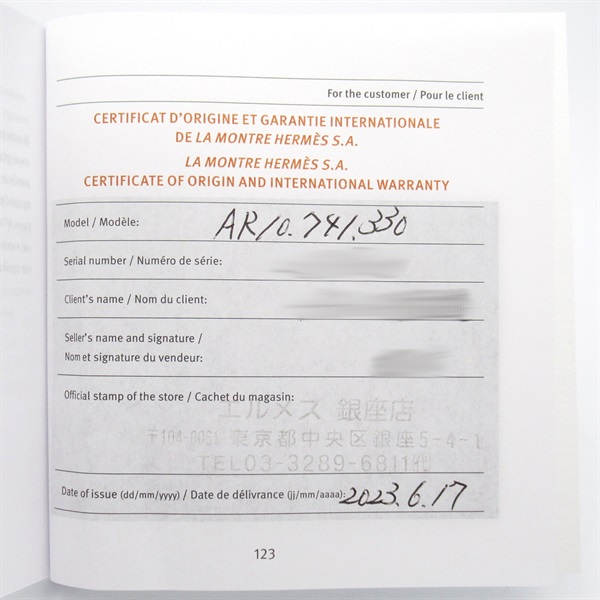 For the customer / Pour le client
CERTIFICAT D'ORIGINE ET GARANTIE INTERNATIONALE
DE LA MONTRE HERMÈS S.A.
LA MONTRE HERMÈS S.A.
CERTIFICATE OF ORIGIN AND INTERNATIONAL WARRANTY
Model / Modèle: AR10.741.330
Serial number / Numéro de série:
Client's name / Nom du client:
Seller's name and signature /
Nom et signature du vendeur:
Official stamp of the store / Cachet du magasin:
エルメス 銀座店
〒104-0061 東京都中央区銀座5-4-1
TEL03-3289-6811代
Date of issue (dd/mm/yyyy) / Date de délivrance (jj/mm/aaaa): 2023.6.17
123